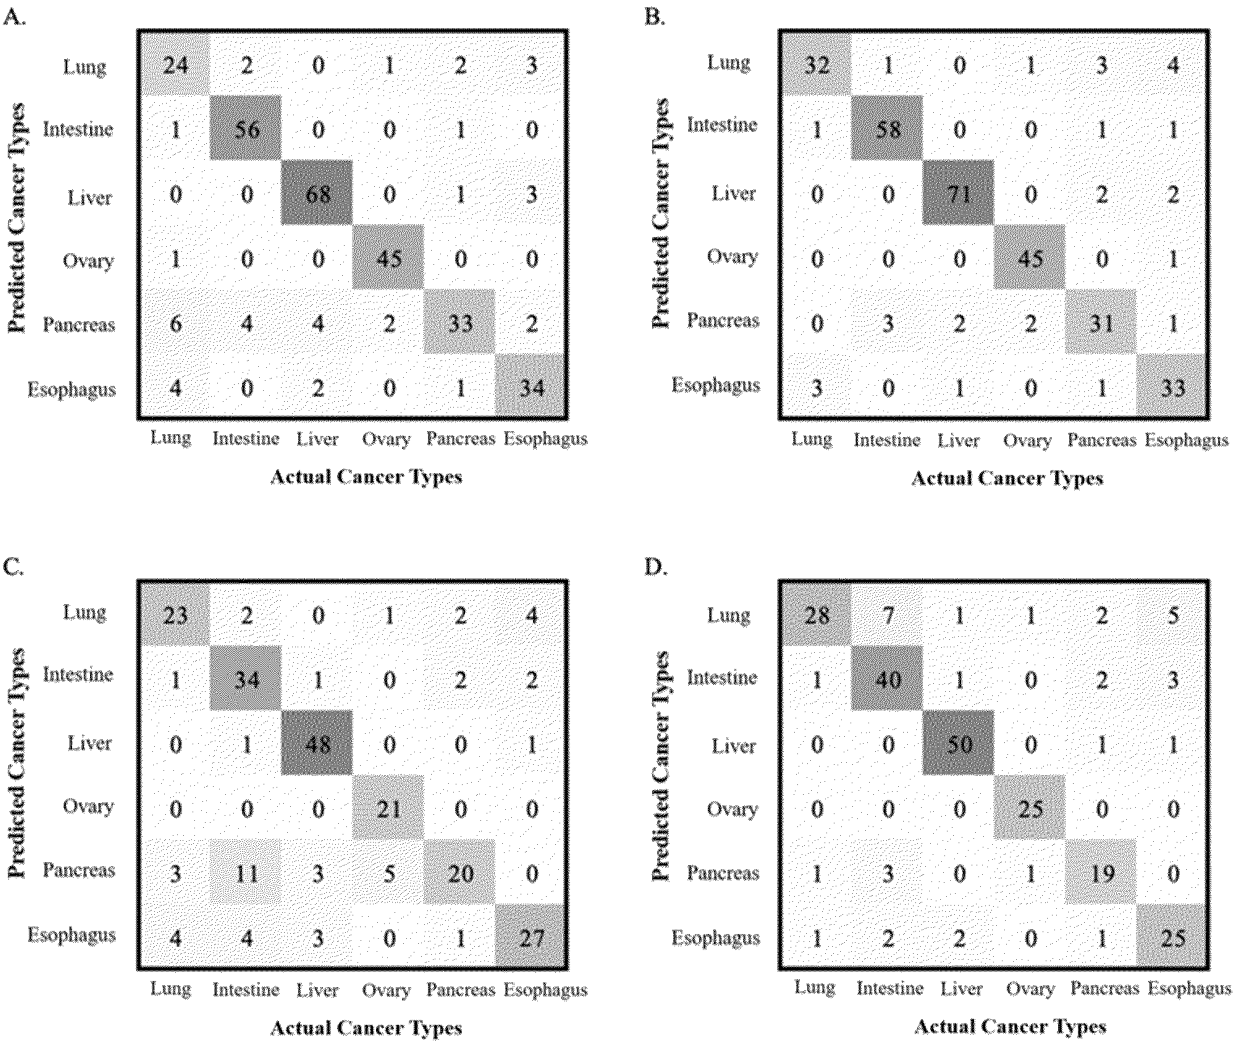 A.
Predicted Cancer Types
Lung 24 2 0 1 2 3
Intestine 1 56 0 0 1 0
Liver 0 0 68 0 1 3
Ovary 1 0 0 45 0 0
Pancreas 6 4 4 2 33 2
Esophagus 4 0 2 0 1 34
Lung Intestine Liver Ovary Pancreas Esophagus
Actual Cancer Types
B.
Predicted Cancer Types
Lung 32 1 0 1 3 4
Intestine 1 58 0 0 1 1
Liver 0 0 71 0 2 2
Ovary 0 0 0 45 0 1
Pancreas 0 3 2 2 31 1
Esophagus 3 0 1 0 1 33
Lung Intestine Liver Ovary Pancreas Esophagus
Actual Cancer Types
C.
Predicted Cancer Types
Lung 23 2 0 1 2 4
Intestine 1 34 1 0 2 2
Liver 0 1 48 0 0 1
Ovary 0 0 0 21 0 0
Pancreas 3 11 3 5 20 0
Esophagus 4 4 3 0 1 27
Lung Intestine Liver Ovary Pancreas Esophagus
Actual Cancer Types
D.
Predicted Cancer Types
Lung 28 7 1 1 2 5
Intestine 1 40 1 0 2 3
Liver 0 0 50 0 1 1
Ovary 0 0 0 25 0 0
Pancreas 1 3 0 1 19 0
Esophagus 1 2 2 0 1 25
Lung Intestine Liver Ovary Pancreas Esophagus
Actual Cancer Types